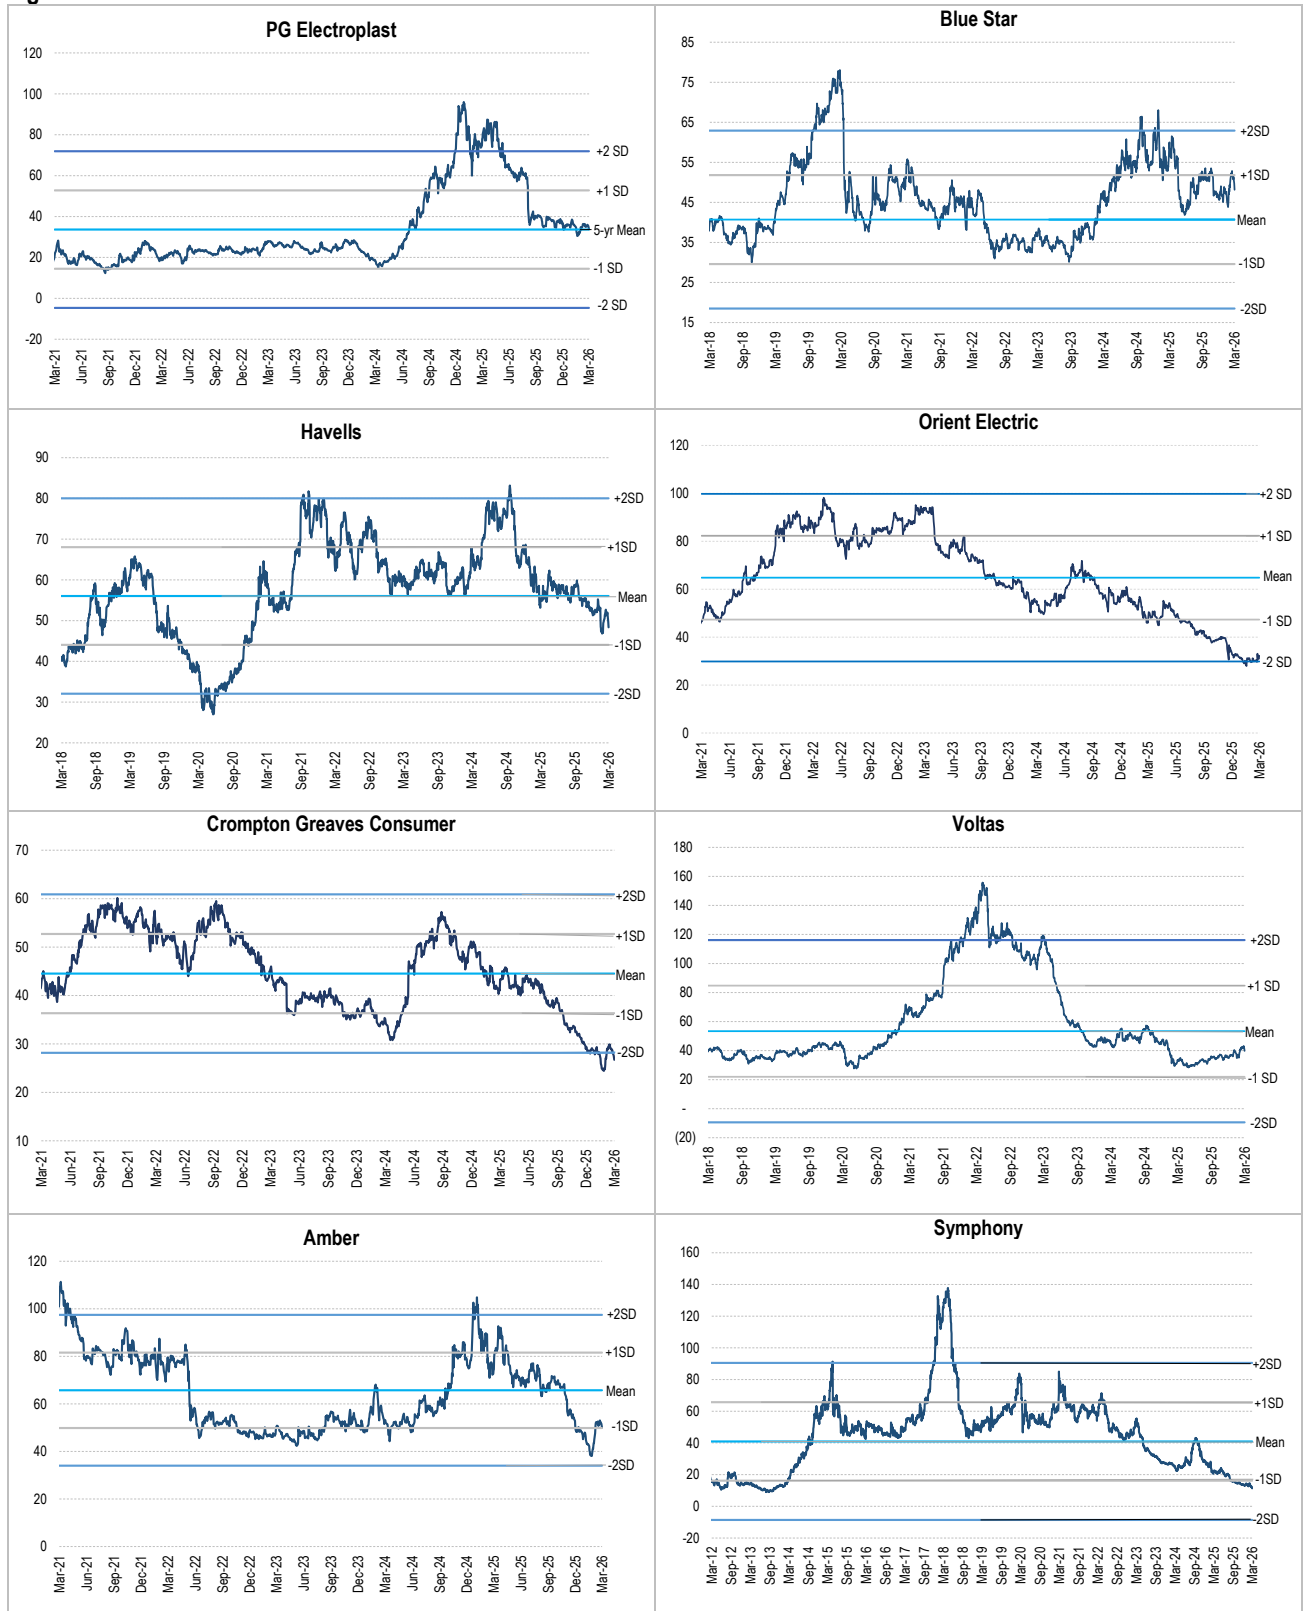 PG Electroplast
120
100
80
60
40
20
0
-20
+2 SD
+1 SD
5-yr Mean
-1 SD
-2 SD
Mar-21 Jun-21 Sep-21 Dec-21 Mar-22 Jun-22 Sep-22 Dec-22 Mar-23 Jun-23 Sep-23 Dec-23 Mar-24 Jun-24 Sep-24 Dec-24 Mar-25 Jun-25 Sep-25 Dec-25 Mar-26
Blue Star
85
75
65
55
45
35
25
15
+2SD
+1SD
Mean
-1SD
-2SD
Mar-18 Sep-18 Mar-19 Sep-19 Mar-20 Sep-20 Mar-21 Sep-21 Mar-22 Sep-22 Mar-23 Sep-23 Mar-24 Sep-24 Mar-25 Sep-25 Mar-26
Havells
90
80
70
60
50
40
30
20
+2SD
+1SD
Mean
-1SD
-2SD
Mar-18 Sep-18 Mar-19 Sep-19 Mar-20 Sep-20 Mar-21 Sep-21 Mar-22 Sep-22 Mar-23 Sep-23 Mar-24 Sep-24 Mar-25 Sep-25 Mar-26
Orient Electric
120
100
80
60
40
20
0
+2 SD
+1 SD
Mean
-1 SD
-2 SD
Mar-21 Jun-21 Sep-21 Dec-21 Mar-22 Jun-22 Sep-22 Dec-22 Mar-23 Jun-23 Sep-23 Dec-23 Mar-24 Jun-24 Sep-24 Dec-24 Mar-25 Jun-25 Sep-25 Dec-25 Mar-26
Crompton Greaves Consumer
70
60
50
40
30
20
10
+2SD
+1SD
Mean
-1SD
-2SD
Mar-21 Jun-21 Sep-21 Dec-21 Mar-22 Jun-22 Sep-22 Dec-22 Mar-23 Jun-23 Sep-23 Dec-23 Mar-24 Jun-24 Sep-24 Dec-24 Mar-25 Jun-25 Sep-25 Dec-25 Mar-26
Voltas
180
160
140
120
100
80
60
40
20
-
(20)
+2SD
+1 SD
Mean
-1 SD
-2SD
Mar-18 Sep-18 Mar-19 Sep-19 Mar-20 Sep-20 Mar-21 Sep-21 Mar-22 Sep-22 Mar-23 Sep-23 Mar-24 Sep-24 Mar-25 Sep-25 Mar-26
Amber
120
100
80
60
40
20
0
+2SD
+1SD
Mean
-1SD
-2SD
Mar-21 Jun-21 Sep-21 Dec-21 Mar-22 Jun-22 Sep-22 Dec-22 Mar-23 Jun-23 Sep-23 Dec-23 Mar-24 Jun-24 Sep-24 Dec-24 Mar-25 Jun-25 Sep-25 Dec-25 Mar-26
Symphony
160
140
120
100
80
60
40
20
0
-20
+2SD
+1SD
Mean
-1SD
-2SD
Mar-12 Sep-12 Mar-13 Sep-13 Mar-14 Sep-14 Mar-15 Sep-15 Mar-16 Sep-16 Mar-17 Sep-17 Mar-18 Sep-18 Mar-19 Sep-19 Mar-20 Sep-20 Mar-21 Sep-21 Mar-22 Sep-22 Mar-23 Sep-23 Mar-24 Sep-24 Mar-25 Sep-25 Mar-26